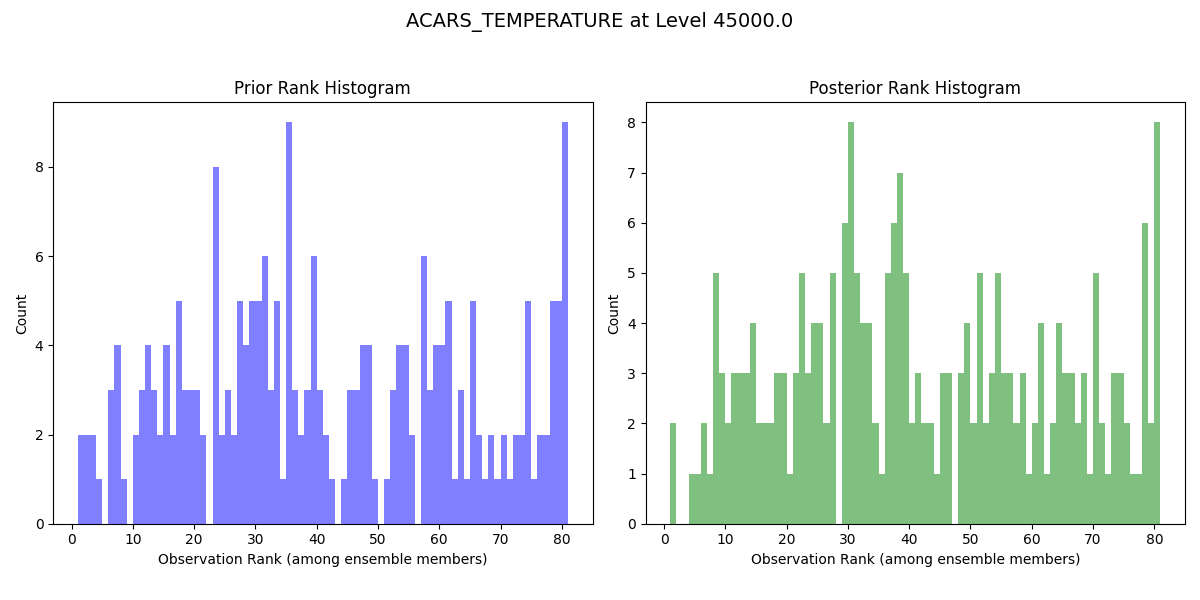 ACARS_TEMPERATURE at Level 45000.0
Prior Rank Histogram
Count
8
6
4
2
0
0 10 20 30 40 50 60 70 80
Observation Rank (among ensemble members)
Posterior Rank Histogram
Count
8
7
6
5
4
3
2
1
0
0 10 20 30 40 50 60 70 80
Observation Rank (among ensemble members)